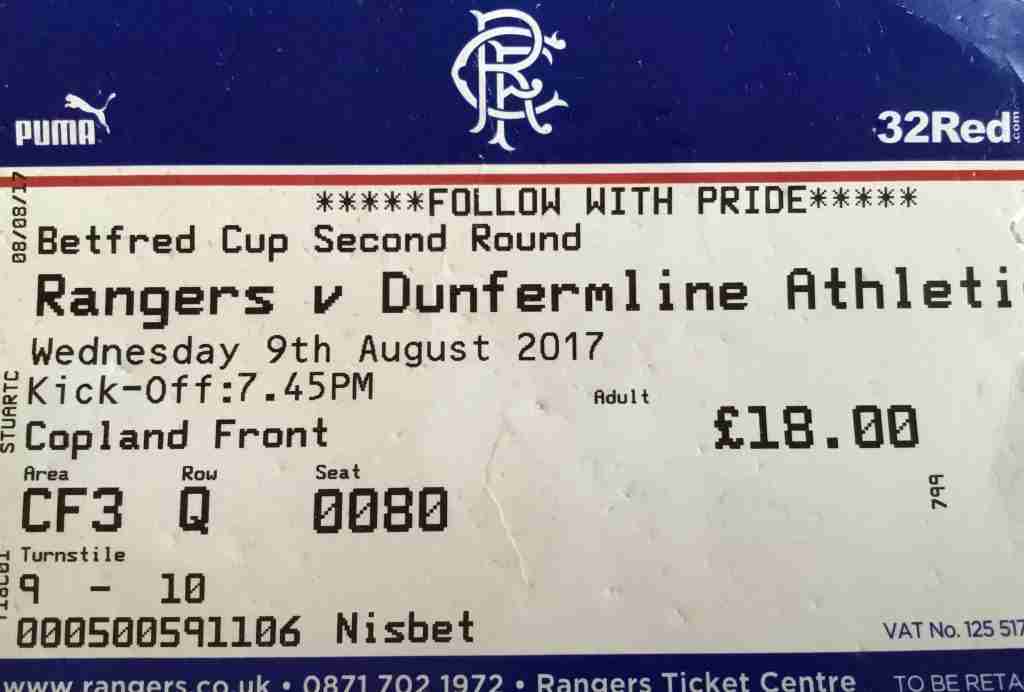 PUMA
32Red.com
08/08/17
*****FOLLOW WITH PRIDE*****
Betfred Cup Second Round
Rangers v Dunfermline Athleti
Wednesday 9th August 2017
Kick-Off:7.45PM
Adult
£18.00
STUARTC
Copland Front
Area Row Seat
CF3 Q 0080
799
Turnstile
9 - 10
000500591106 Nisbet
VAT No. 125 517
www.rangers.co.uk • 0871 702 1972 • Rangers Ticket Centre TO BE RETA